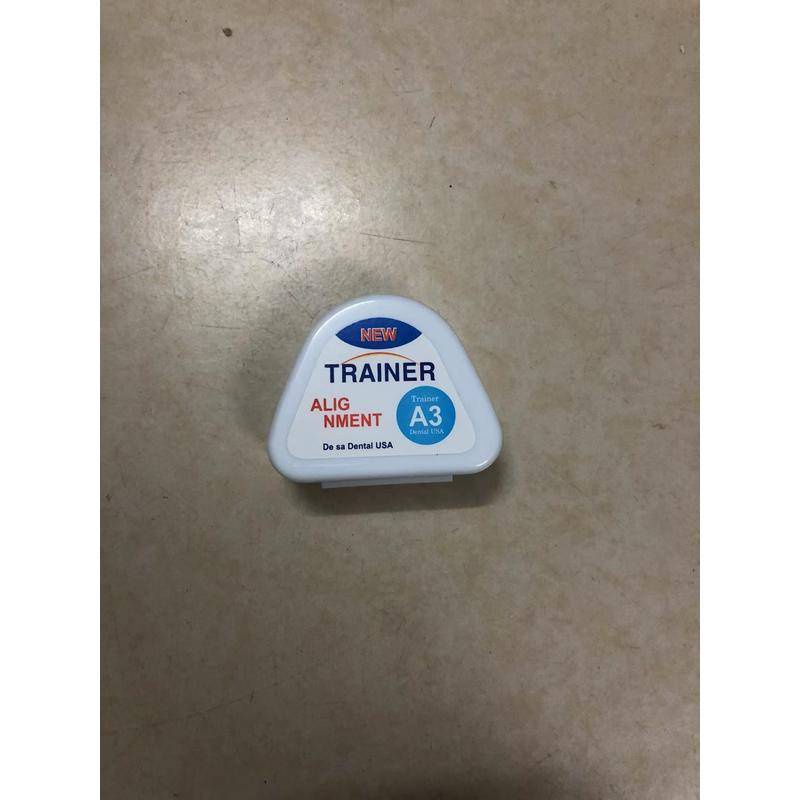 NEW
TRAINER
ALIG
NMENT
Trainer
A3
Dental USA
De sa Dental USA